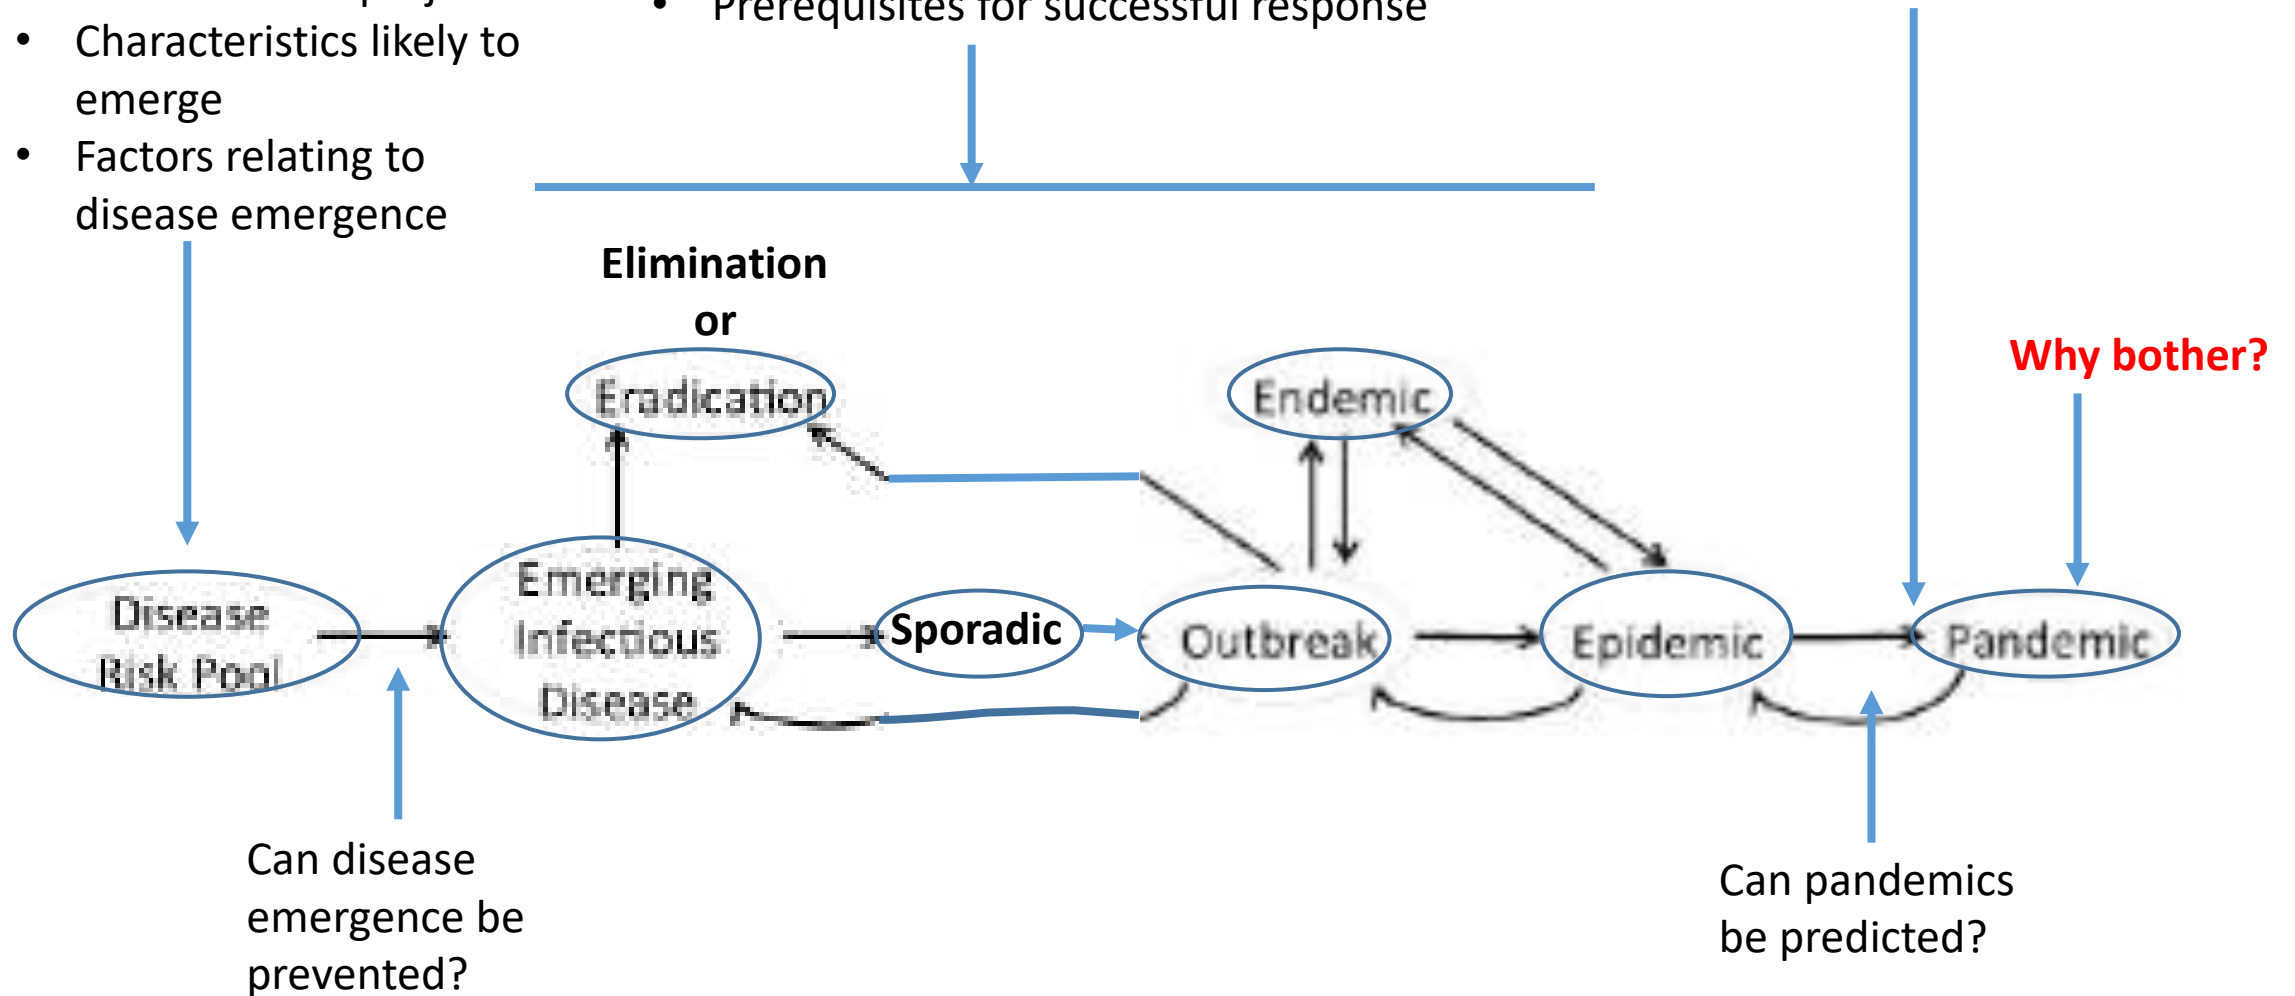 • Prerequisites for successful response
• Characteristics likely to
emerge
• Factors relating to
disease emergence
Elimination
or
Eradication
Endemic
Why bother?
Disease
Risk Pool
Emerging
Infectious
Disease
Sporadic
Outbreak
Epidemic
Pandemic
Can disease
emergence be
prevented?
Can pandemics
be predicted?